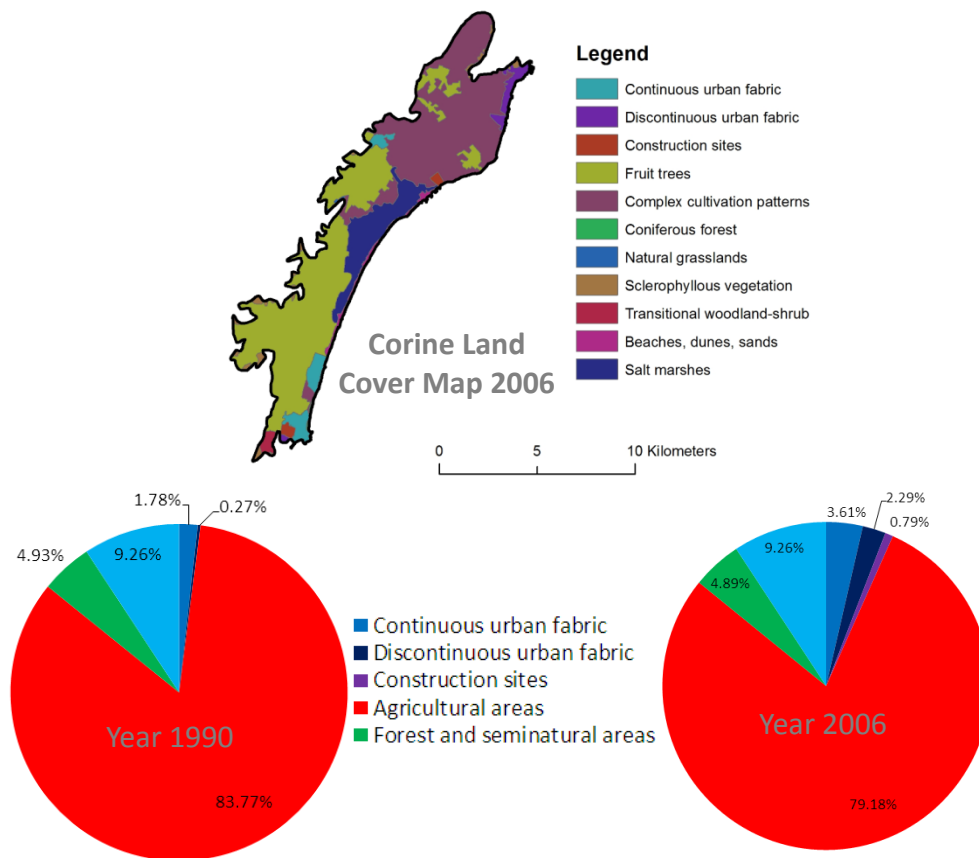 Legend
Continuous urban fabric
Discontinuous urban fabric
Construction sites
Fruit trees
Complex cultivation patterns
Coniferous forest
Natural grasslands
Sclerophyllous vegetation
Transitional woodland-shrub
Beaches, dunes, sands
Salt marshes
Corine Land
Cover Map 2006
0 5 10 Kilometers
1.78%
0.27%
4.93%
9.26%
Year 1990
83.77%
Continuous urban fabric
Discontinuous urban fabric
Construction sites
Agricultural areas
Forest and seminatural areas
3.61%
2.29%
0.79%
9.26%
4.89%
Year 2006
79.18%